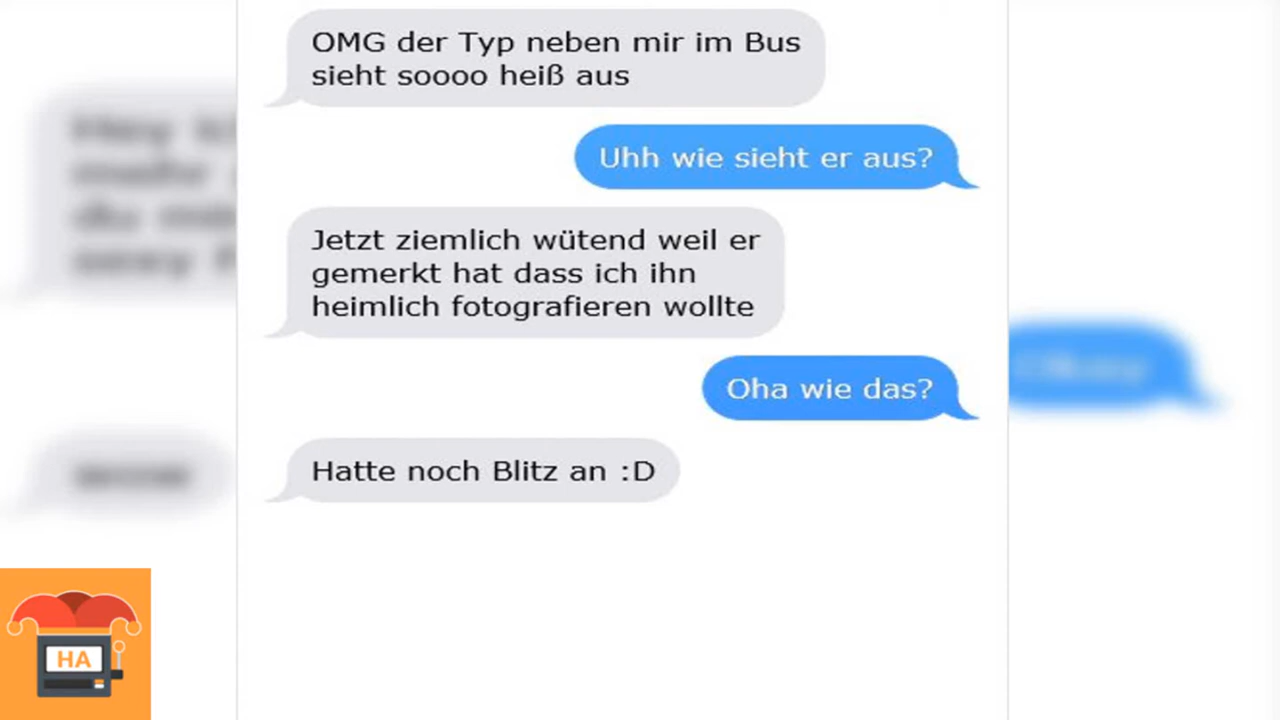 OMG der Typ neben mir im Bus
sieht soooo heiß aus
Uhh wie sieht er aus?
Jetzt ziemlich wütend weil er
gemerkt hat dass ich ihn
heimlich fotografieren wollte
Oha wie das?
Hatte noch Blitz an :D
HA